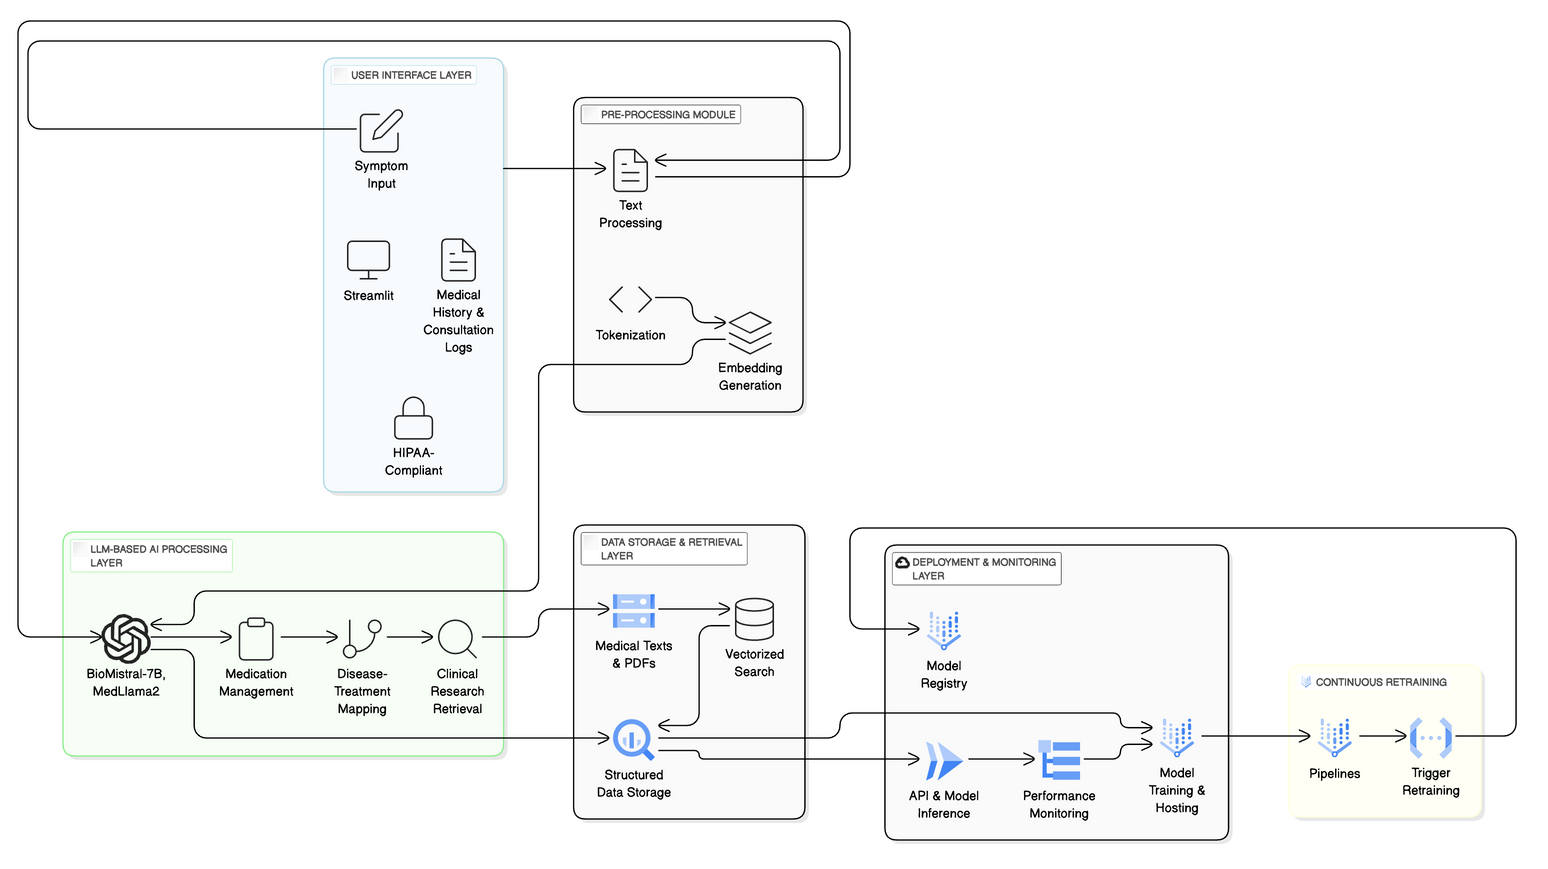 USER INTERFACE LAYER
Symptom
Input
Streamlit
Medical
History &
Consultation
Logs
HIPAA-
Compliant
PRE-PROCESSING MODULE
Text
Processing
Tokenization
Embedding
Generation
LLM-BASED AI PROCESSING
LAYER
BioMistral-7B,
MedLlama2
Medication
Management
Disease-
Treatment
Mapping
Clinical
Research
Retrieval
DATA STORAGE & RETRIEVAL
LAYER
Medical Texts
& PDFs
Vectorized
Search
Structured
Data Storage
DEPLOYMENT & MONITORING
LAYER
Model
Registry
API & Model
Inference
Performance
Monitoring
Model
Training &
Hosting
CONTINUOUS RETRAINING
Pipelines
Trigger
Retraining